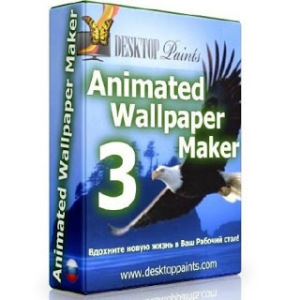 DESKTOP Paints
Animated
Wallpaper
Maker
3
Вдохните новую жизнь в Ваш Рабочий стол!
www.desktoppaints.com
Animated Wallpaper Maker